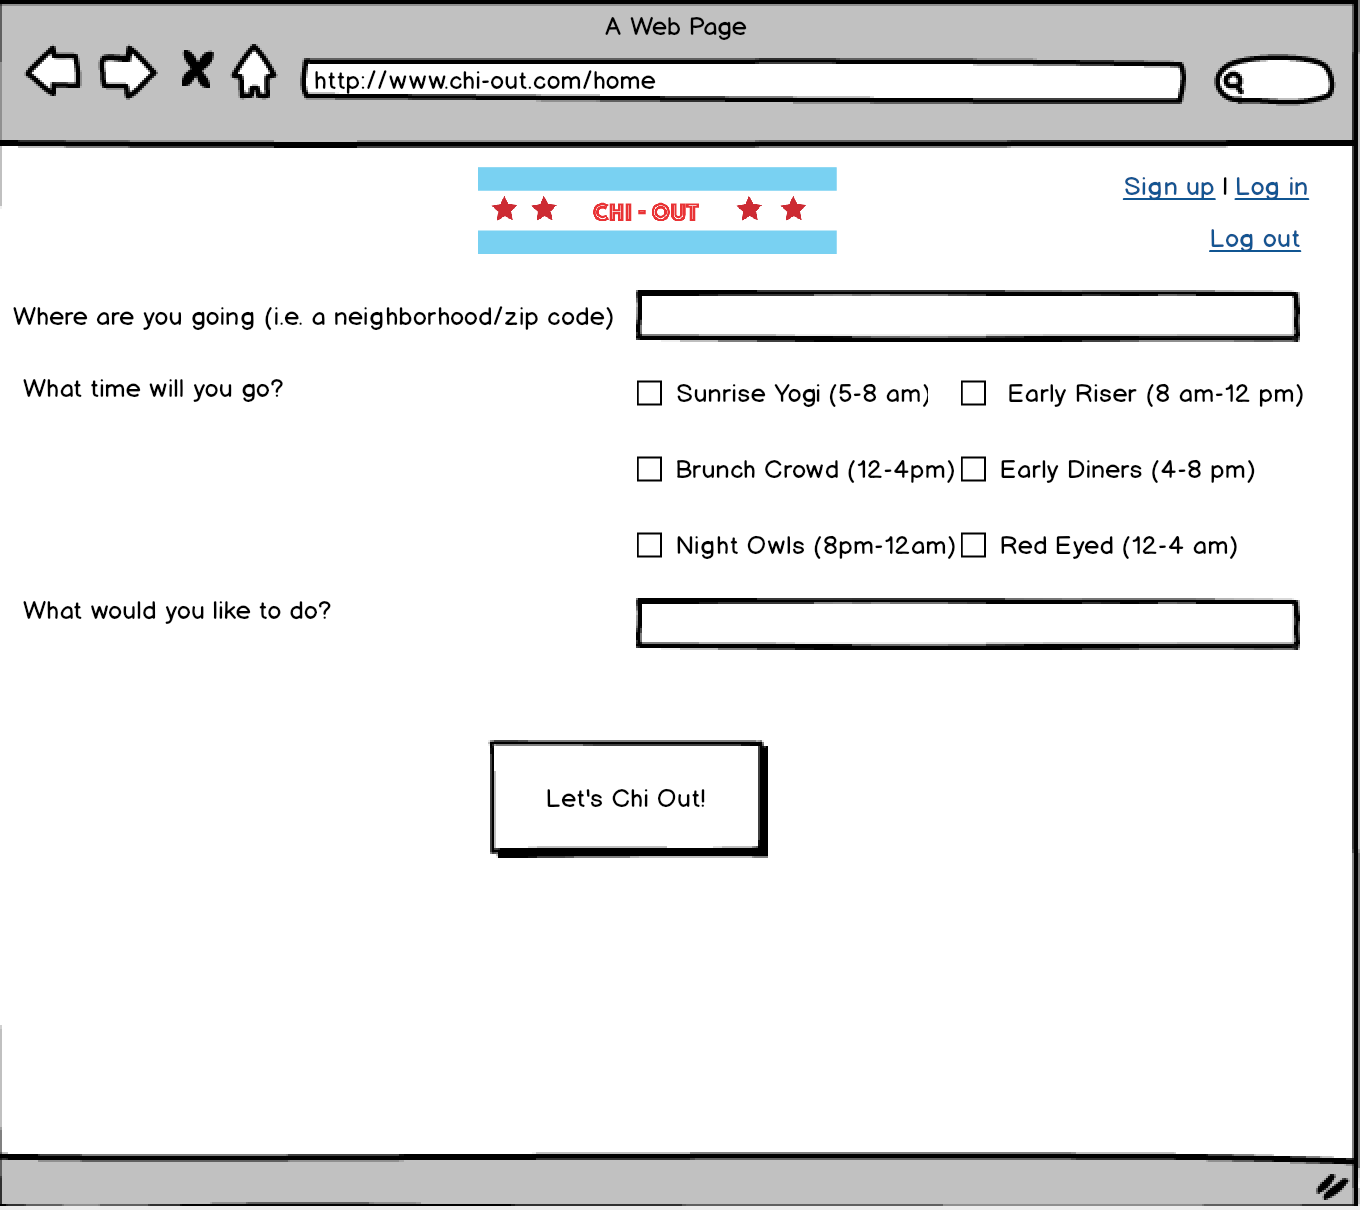 A Web Page
http://www.chi-out.com/home
CHI - OUT
Sign up | Log in
Log out
Where are you going (i.e. a neighborhood/zip code)
What time will you go?
Sunrise Yogi (5-8 am) Early Riser (8 am-12 pm)
Brunch Crowd (12-4pm) Early Diners (4-8 pm)
Night Owls (8pm-12am) Red Eyed (12-4 am)
What would you like to do?
Let's Chi Out!